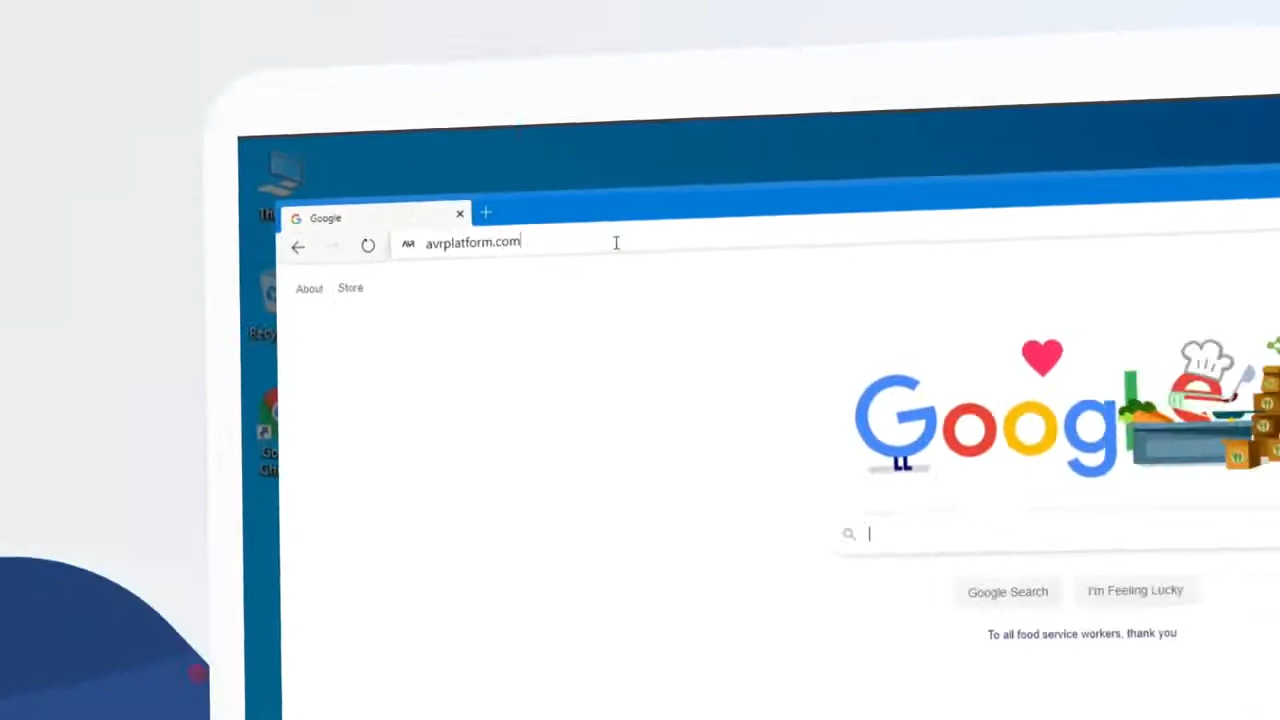 Google
avrplatform.com
About Store
Google
Google Search I'm Feeling Lucky
To all food service workers, thank you